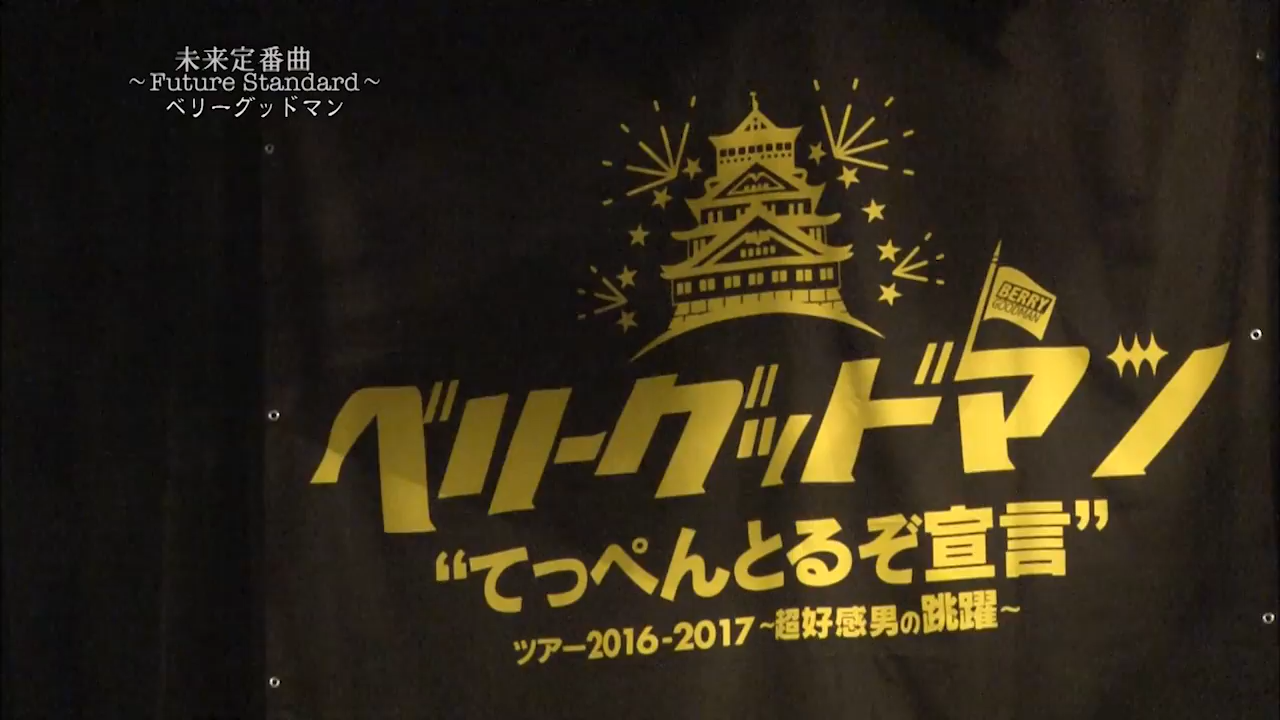 未来定番曲
～Future Standard～
ベリーグッドマン
BERRY
GOODMAN
ベリーグッドマン
“てっぺんとるぞ宣言”
ツアー2016-2017～超好感男の跳躍～